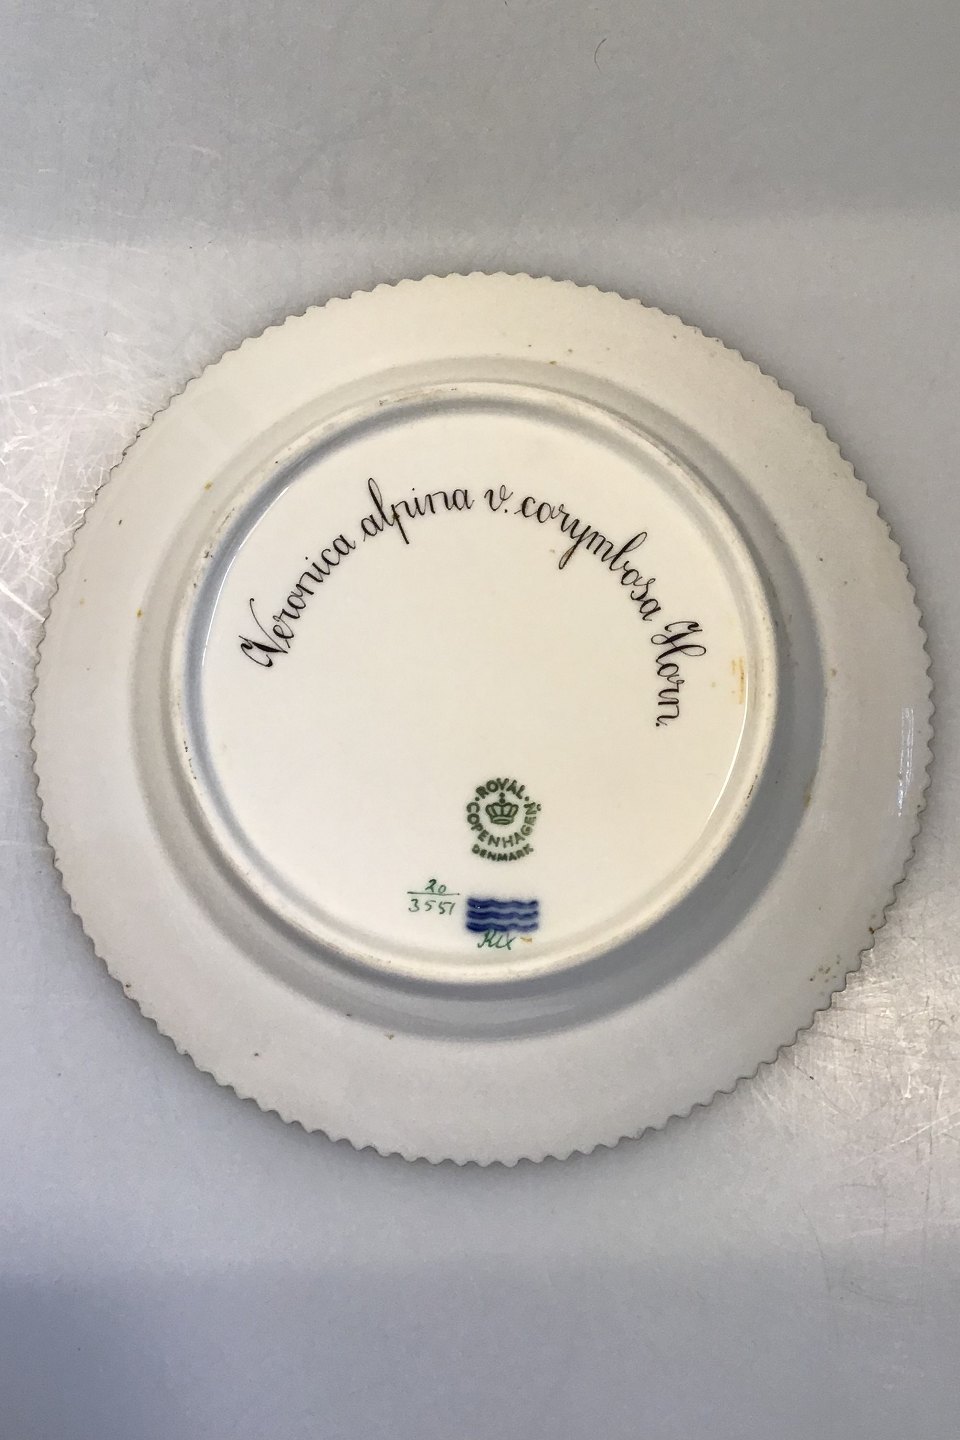 Veronica alpina v. corymbosa Horn.
ROYAL
COPENHAGEN
DENMARK
20
3551